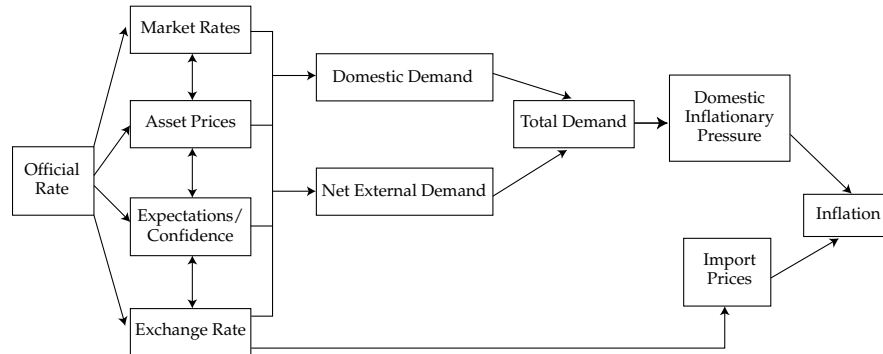 Market Rates
Asset Prices
Official
Rate
Expectations/
Confidence
Exchange Rate
Domestic Demand
Net External Demand
Total Demand
Domestic
Inflationary
Pressure
Import
Prices
Inflation